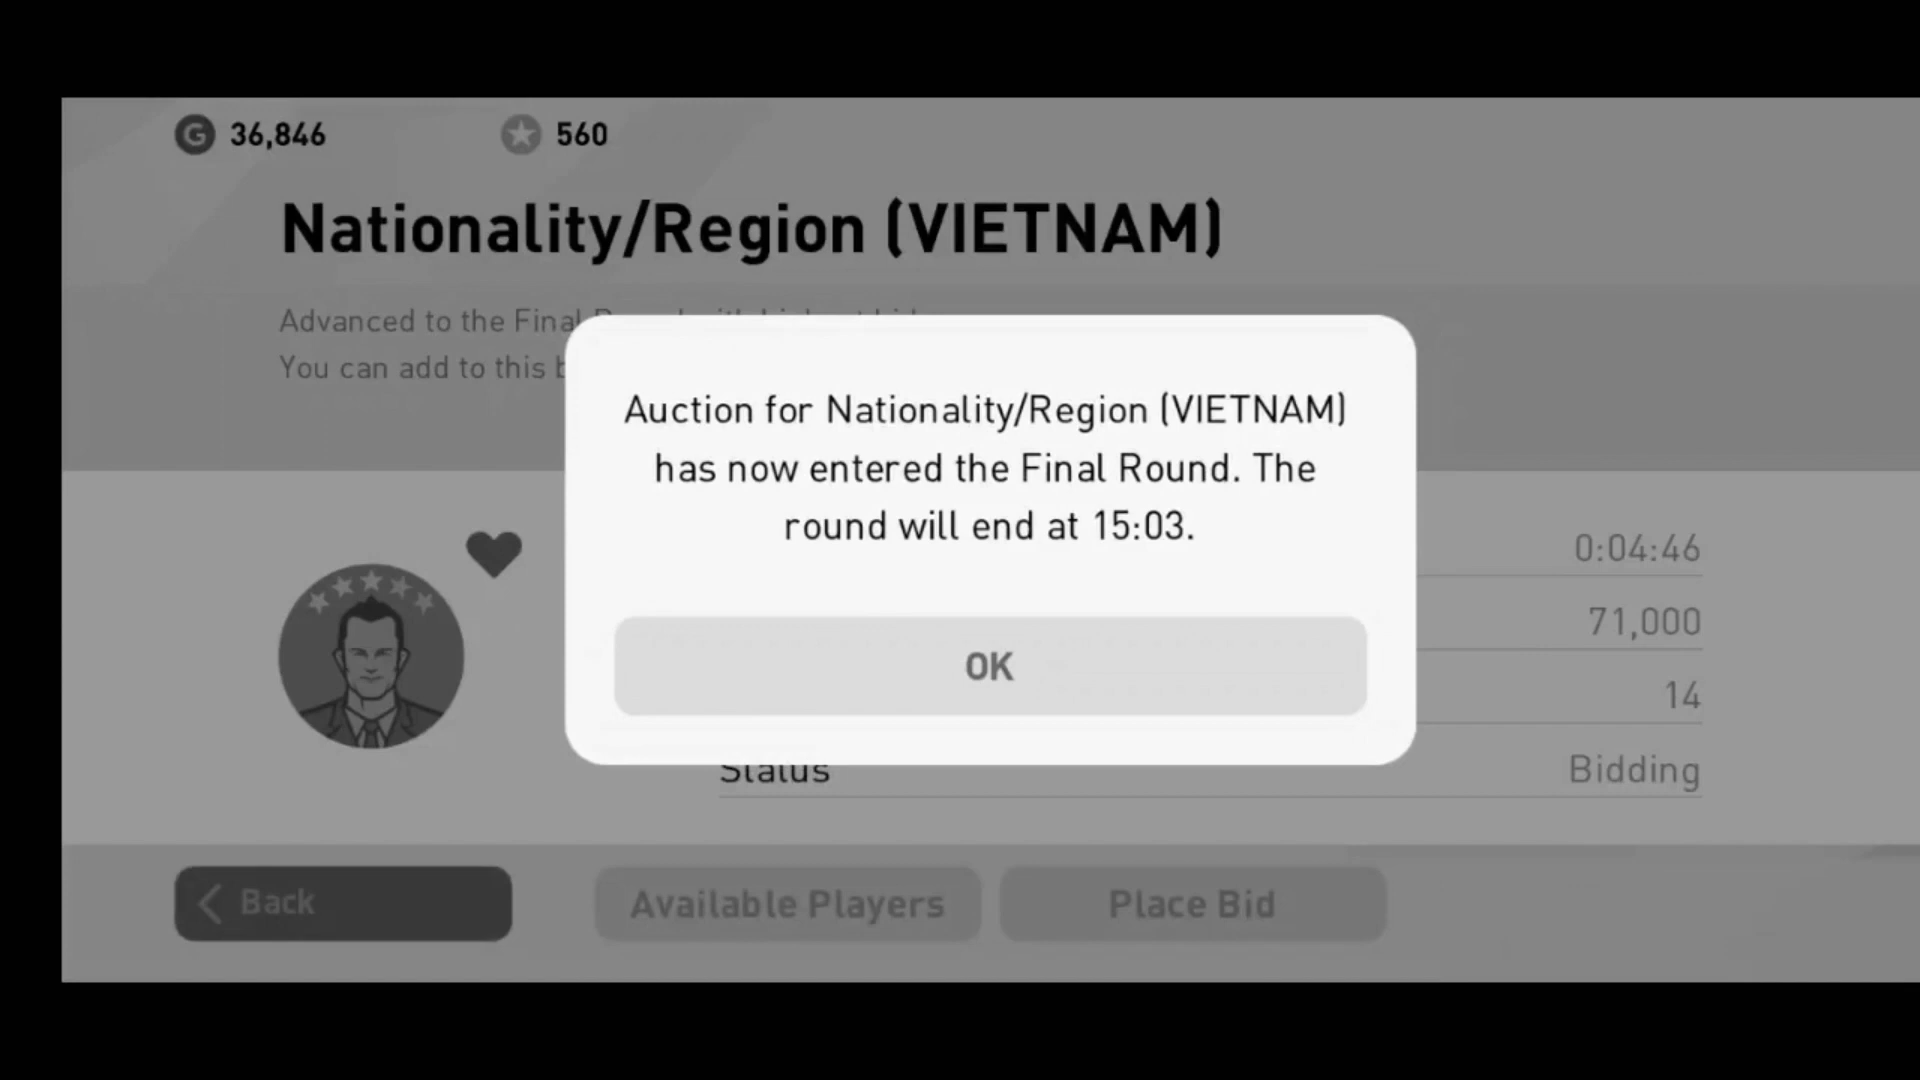 G 36,846 560
Nationality/Region (VIETNAM)
Advanced to the Final
You can add to this
Auction for Nationality/Region (VIETNAM)
has now entered the Final Round. The
round will end at 15:03.
OK
0:04:46
71,000
14
Status Bidding
Back Available Players Place Bid